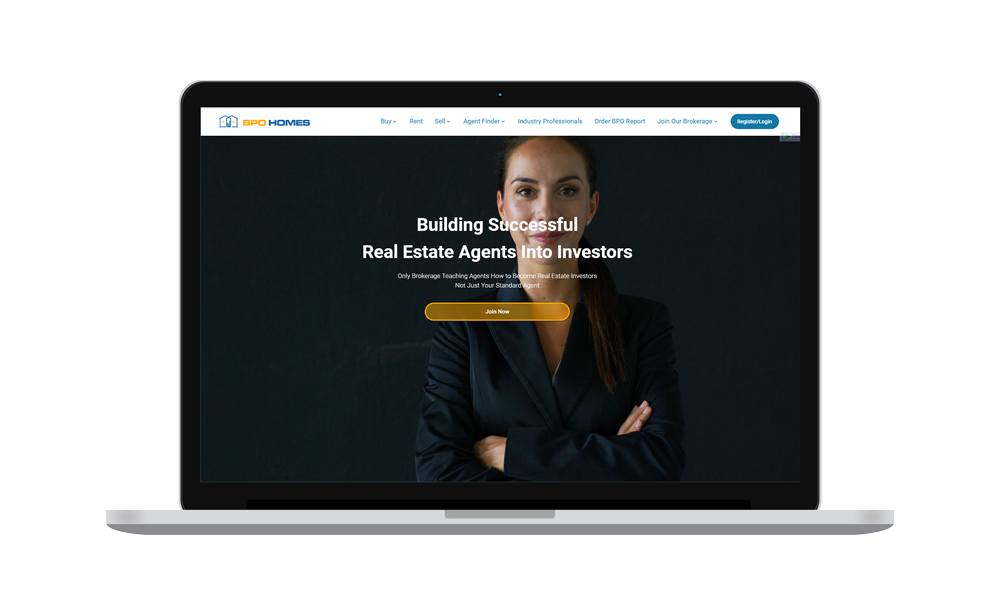 BPO HOMES
Buy
Rent
Sell
Agent Finder
Industry Professionals
Order BPO Report
Join Our Brokerage
Register/Login
Building Successful
Real Estate Agents Into Investors
Only Brokerage Teaching Agents How to Become Real Estate Investors
Not Just Your Standard Agent
Join Now